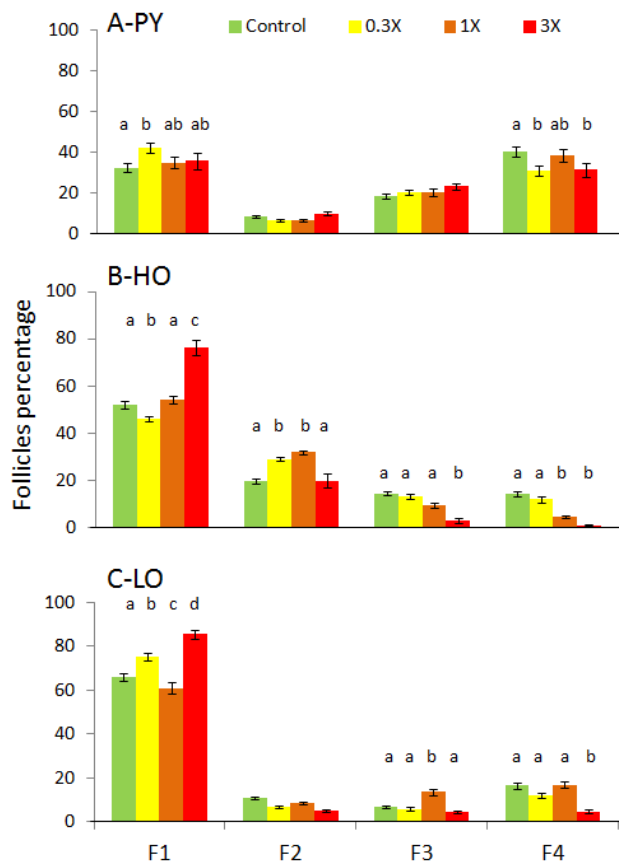 A-PY
Control 0.3X 1X 3X
100
80
60
40
20
0
a b ab ab
a b ab b
B-HO
Follicles percentage
100
80
60
40
20
0
a b a c
a b b a
a a a b
a a b b
C-LO
100
80
60
40
20
0
a b c d
a a b a
a a a b
F1 F2 F3 F4